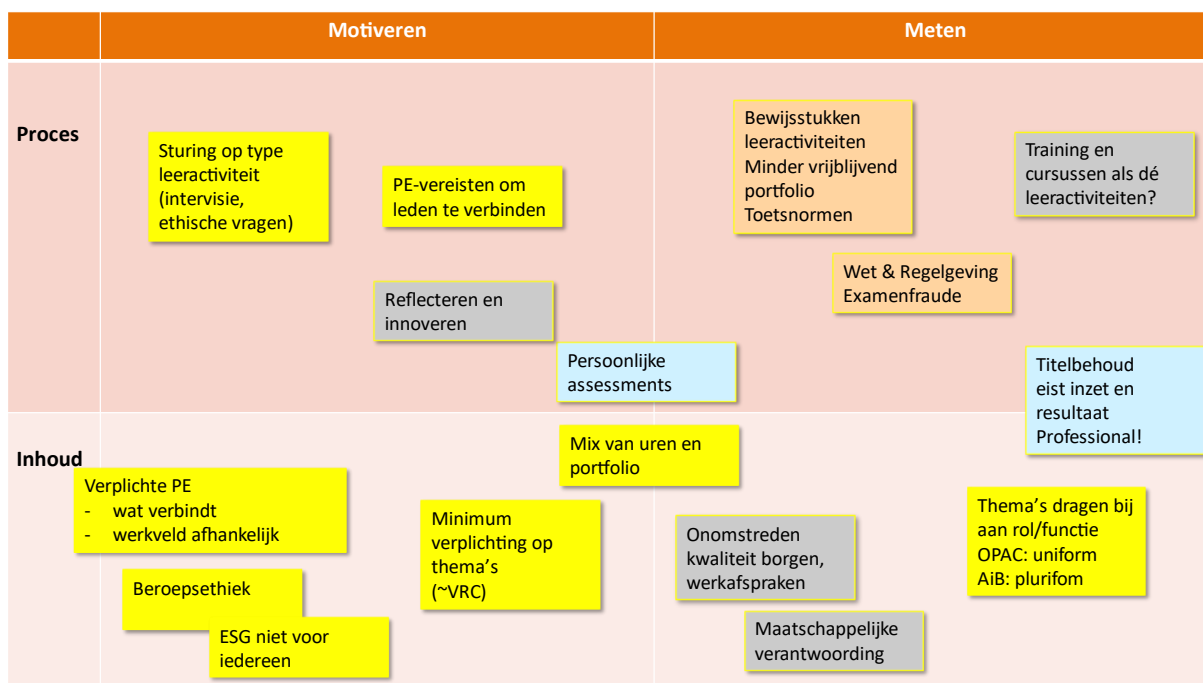 Motiveren
Meten
Proces
Sturing op type
leeractiviteit
(intervisie,
ethische vragen)
PE-vereisten om
leden te verbinden
Reflecteren en
innoveren
Persoonlijke
assessments
Bewijsstukken
leeractiviteiten
Minder vrijblijvend
portfolio
Toetsnormen
Training en
cursussen als dé
leeractiviteiten?
Wet & Regelgeving
Examenfraude
Titelbehoud
eist inzet en
resultaat
Professional!
Inhoud
Mix van uren en
portfolio
Verplichte PE
- wat verbindt
- werkveld afhankelijk
Beroepsethiek
ESG niet voor
iedereen
Minimum
verplichting op
thema's
(~VRC)
Onomstreden
kwaliteit borgen,
werkafspraken
Maatschappelijke
verantwoording
Thema's dragen bij
aan rol/functie
OPAC: uniform
AiB: plurifom